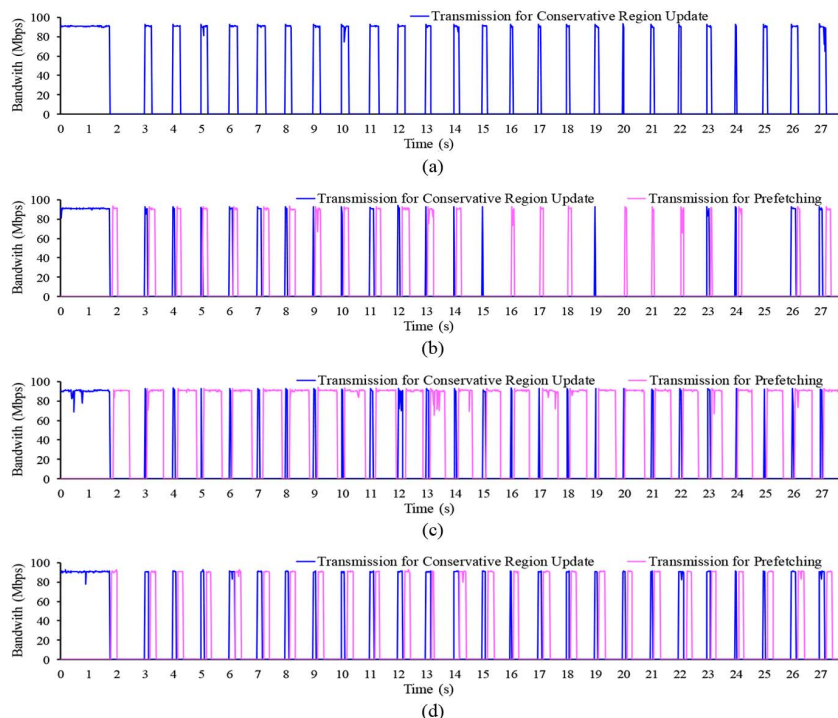 Transmission for Conservative Region Update
Bandwith (Mbps)
100
80
60
40
20
0
0 1 2 3 4 5 6 7 8 9 10 11 12 13 14 15 16 17 18 19 20 21 22 23 24 25 26 27
Time (s)
(a)
Transmission for Conservative Region Update Transmission for Prefetching
Bandwith (Mbps)
100
80
60
40
20
0
0 1 2 3 4 5 6 7 8 9 10 11 12 13 14 15 16 17 18 19 20 21 22 23 24 25 26 27
Time (s)
(b)
Transmission for Conservative Region Update Transmission for Prefetching
Bandwith (Mbps)
100
80
60
40
20
0
0 1 2 3 4 5 6 7 8 9 10 11 12 13 14 15 16 17 18 19 20 21 22 23 24 25 26 27
Time (s)
(c)
Transmission for Conservative Region Update Transmission for Prefetching
Bandwith (Mbps)
100
80
60
40
20
0
0 1 2 3 4 5 6 7 8 9 10 11 12 13 14 15 16 17 18 19 20 21 22 23 24 25 26 27
Time (s)
(d)